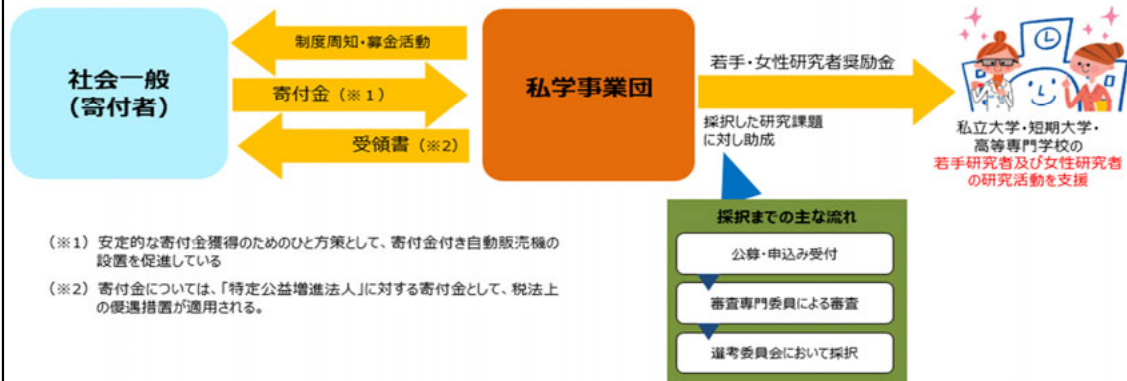 制度周知・募金活動
社会一般
(寄付者)
寄付金（※１）
受領書（※2）
私学事業団
若手・女性研究者奨励金
採択した研究課題
に対し助成
私立大学・短期大学・
高等専門学校の
若手研究者及び女性研究者
の研究活動を支援
採択までの主な流れ
公募・申込み受付
審査専門委員による審査
選考委員会において採択
（※1）安定的な寄付金獲得のためのひと方策として、寄付金付き自動販売機の
設置を促進している
（※2）寄付金については、「特定公益増進法人」に対する寄付金として、税法上
の優遇措置が適用される。